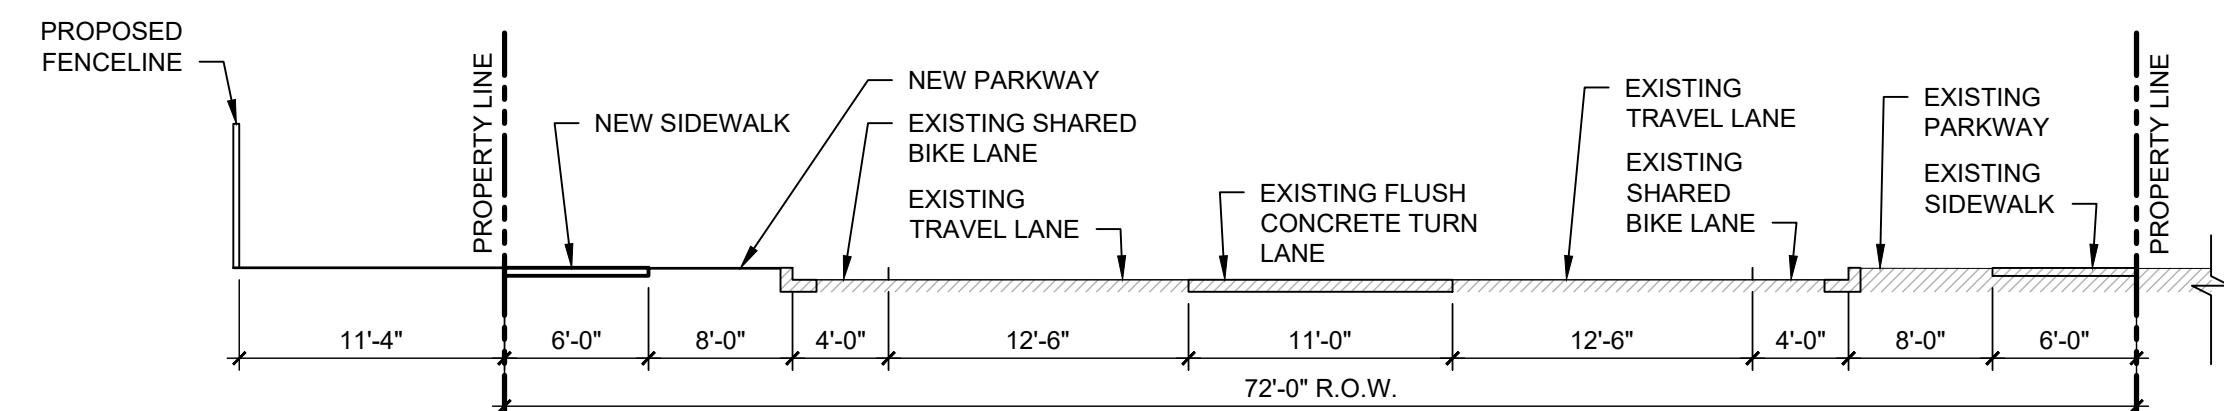 PROPOSED
FENCELINE
PROPERTY LINE
NEW SIDEWALK
NEW PARKWAY
EXISTING SHARED
BIKE LANE
EXISTING
TRAVEL LANE
EXISTING FLUSH
CONCRETE TURN
LANE
EXISTING
TRAVEL LANE
EXISTING
SHARED
BIKE LANE
EXISTING
PARKWAY
EXISTING
SIDEWALK
PROPERTY LINE
11'-4" 6'-0" 8'-0" 4'-0" 12'-6" 11'-0" 12'-6" 4'-0" 8'-0" 6'-0"
72'-0" R.O.W.